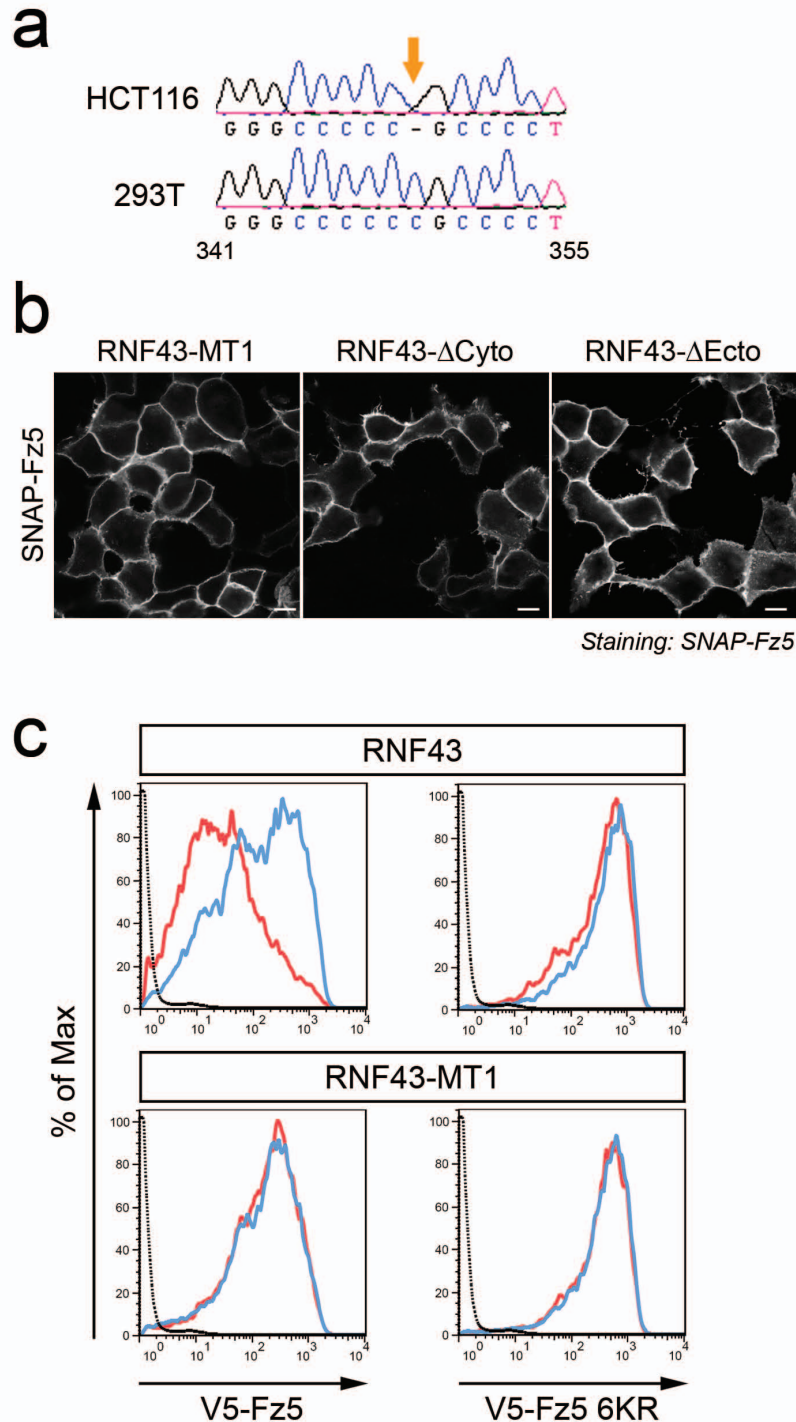 a
HCT116
G G G C C C C C - G C C C C T
293T
G G G C C C C C C G C C C C T
341 355
b
RNF43-MT1 RNF43-ΔCyto RNF43-ΔEcto
SNAP-Fz5
Staining: SNAP-Fz5
c
RNF43
% of Max
100 100
80 80
60 60
40 40
20 20
0 0
10⁰ 10¹ 10² 10³ 10⁴ 10⁰ 10¹ 10² 10³ 10⁴
RNF43-MT1
100 100
80 80
60 60
40 40
20 20
0 0
10⁰ 10¹ 10² 10³ 10⁴ 10⁰ 10¹ 10² 10³ 10⁴
V5-Fz5 V5-Fz5 6KR